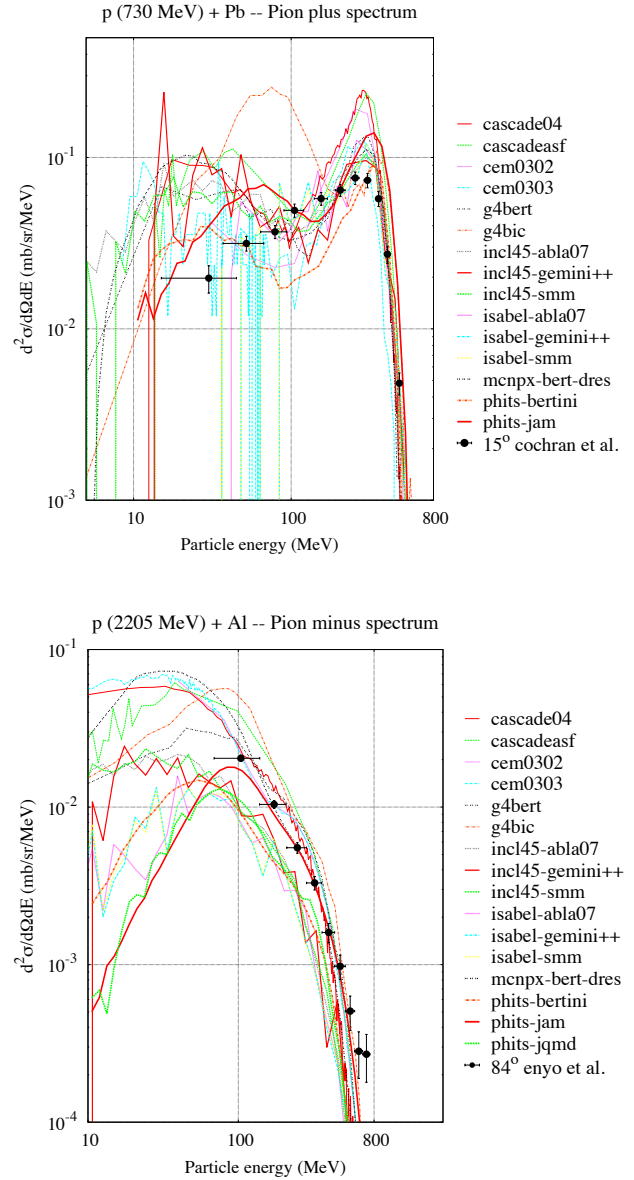 p (730 MeV) + Pb -- Pion plus spectrum
d²σ/dΩdE (mb/sr/MeV)
10⁻¹
10⁻²
10⁻³
10
100
800
Particle energy (MeV)
cascade04
cascadeasf
cem0302
cem0303
g4bert
g4bic
incl45-abla07
incl45-gemini++
incl45-smm
isabel-abla07
isabel-gemini++
isabel-smm
mcnpx-bert-dres
phits-bertini
phits-jam
15° cochran et al.
p (2205 MeV) + Al -- Pion minus spectrum
d²σ/dΩdE (mb/sr/MeV)
10⁻¹
10⁻²
10⁻³
10⁻⁴
10
100
800
Particle energy (MeV)
cascade04
cascadeasf
cem0302
cem0303
g4bert
g4bic
incl45-abla07
incl45-gemini++
incl45-smm
isabel-abla07
isabel-gemini++
isabel-smm
mcnpx-bert-dres
phits-bertini
phits-jam
phits-jqmd
84° enyo et al.